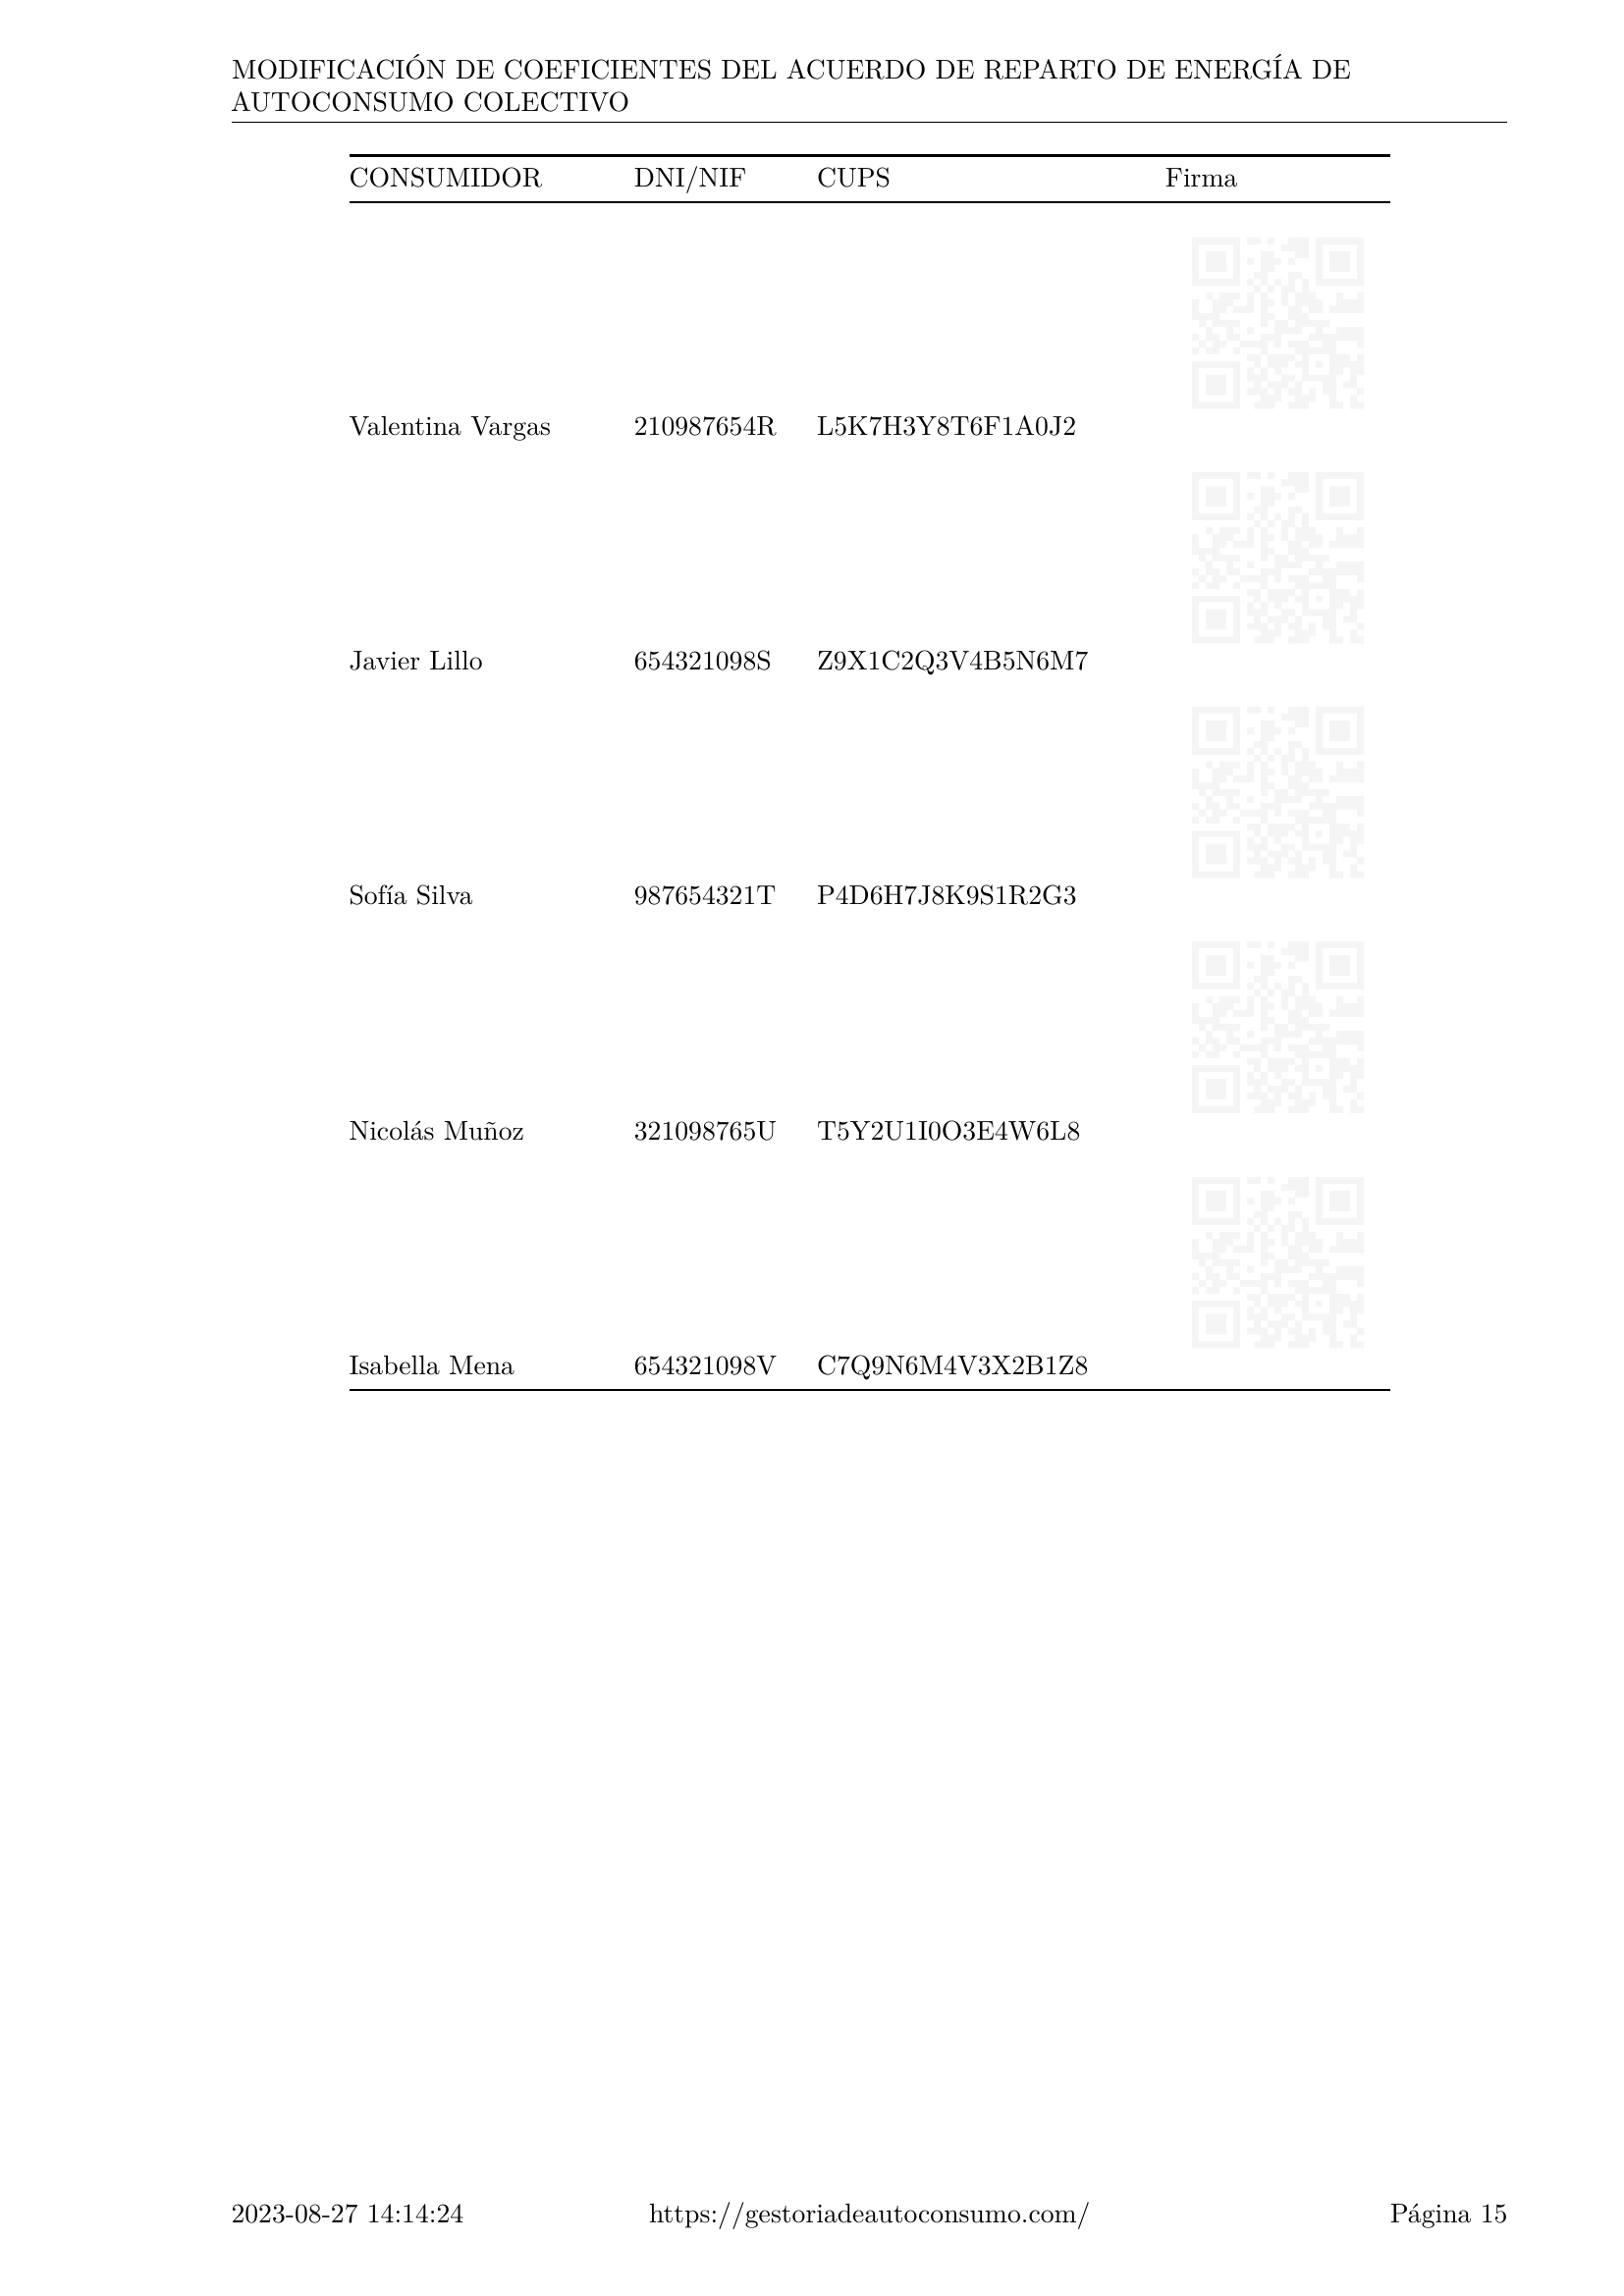 MODIFICACIÓN DE COEFICIENTES DEL ACUERDO DE REPARTO DE ENERGÍA DE
AUTOCONSUMO COLECTIVO
CONSUMIDOR DNI/NIF CUPS Firma
Valentina Vargas 210987654R L5K7H3Y8T6F1A0J2
Javier Lillo 654321098S Z9X1C2Q3V4B5N6M7
Sofía Silva 987654321T P4D6H7J8K9S1R2G3
Nicolás Muñoz 321098765U T5Y2U1I0O3E4W6L8
Isabella Mena 654321098V C7Q9N6M4V3X2B1Z8
2023-08-27 14:14:24 https://gestoriadeautoconsumo.com/ Página 15